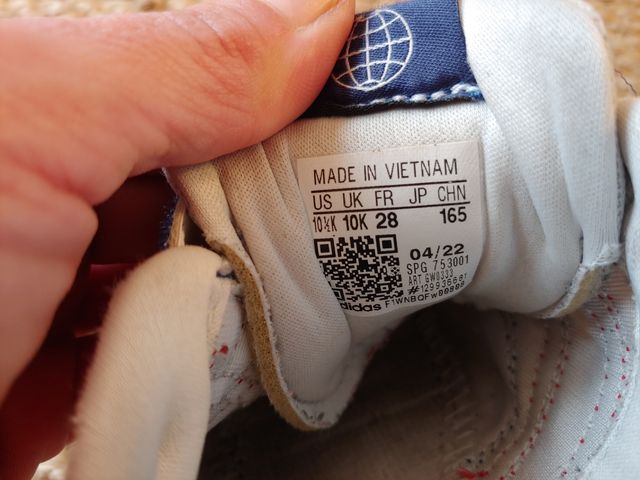 MADE IN VIETNAM
US UK FR JP CHN
10½K 10K 28 165
04/22
SPG 753001
ART GW0333
adidas